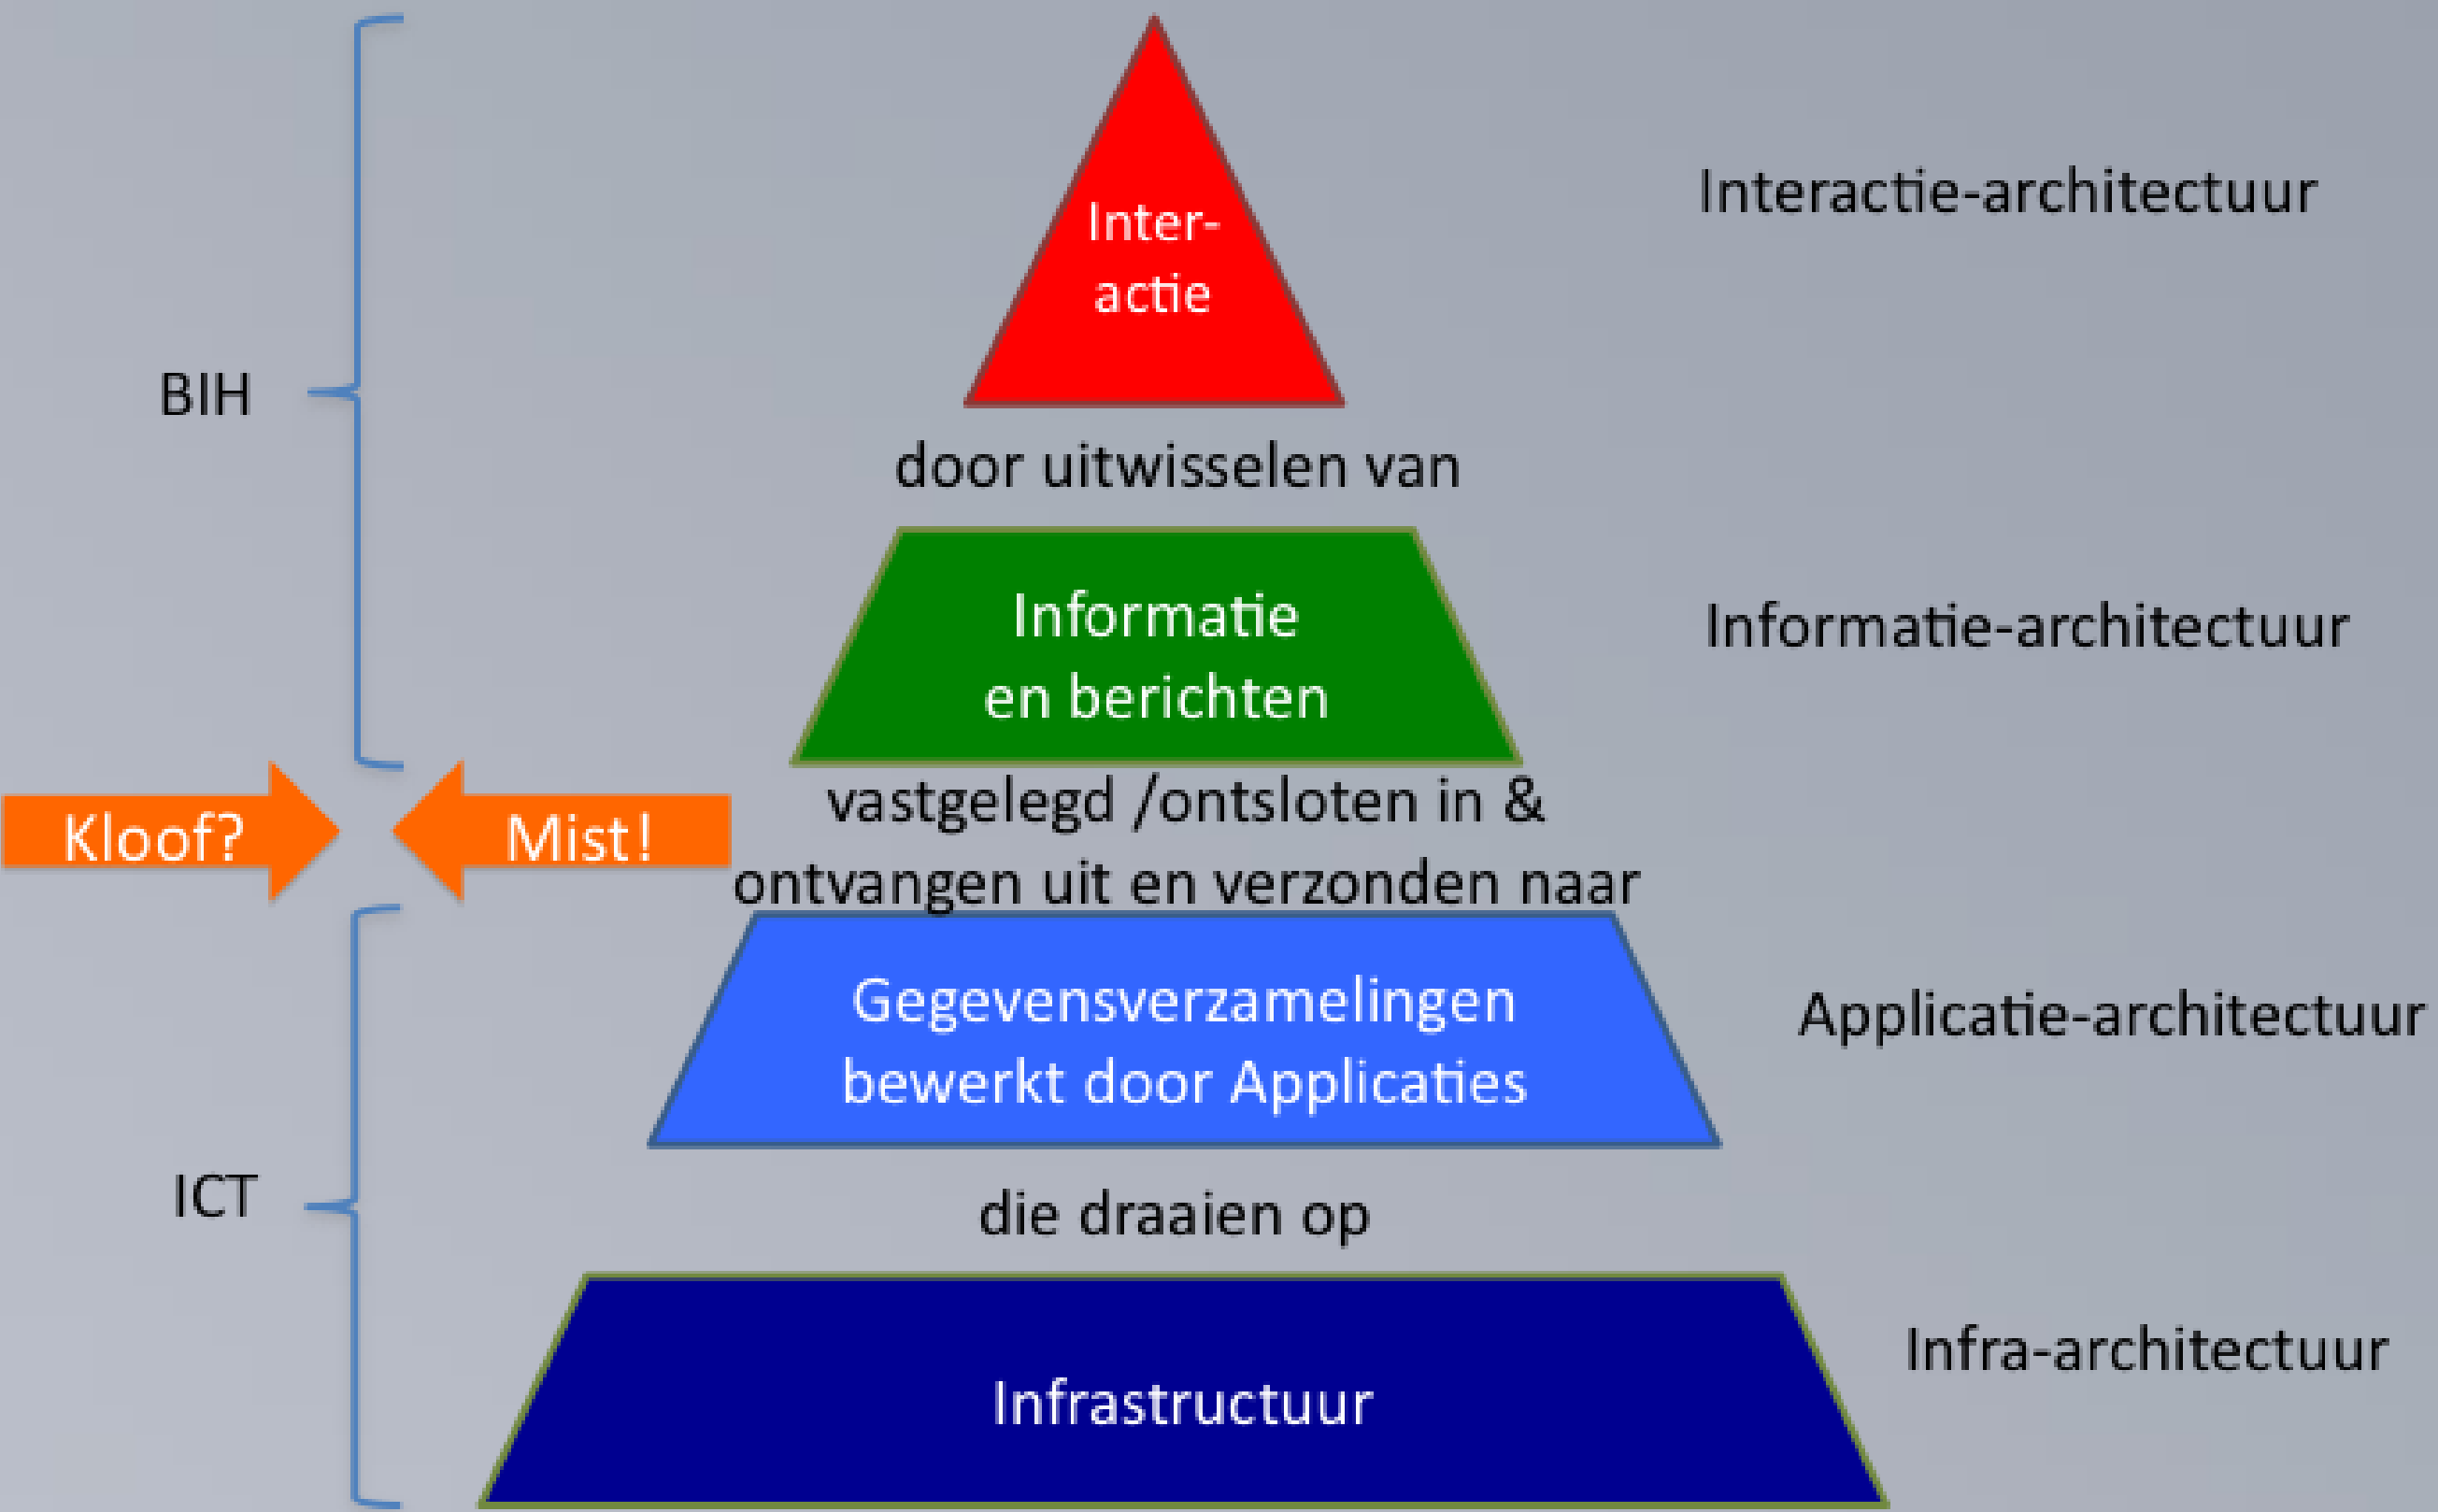 Inter-
actie
Interactie-architectuur
BIH
door uitwisselen van
Informatie
en berichten
Informatie-architectuur
vastgelegd /ontsloten in &
Kloof?
Mist!
ontvangen uit en verzonden naar
Gegevensverzamelingen
bewerkt door Applicaties
Applicatie-architectuur
ICT
die draaien op
Infrastructuur
Infra-architectuur